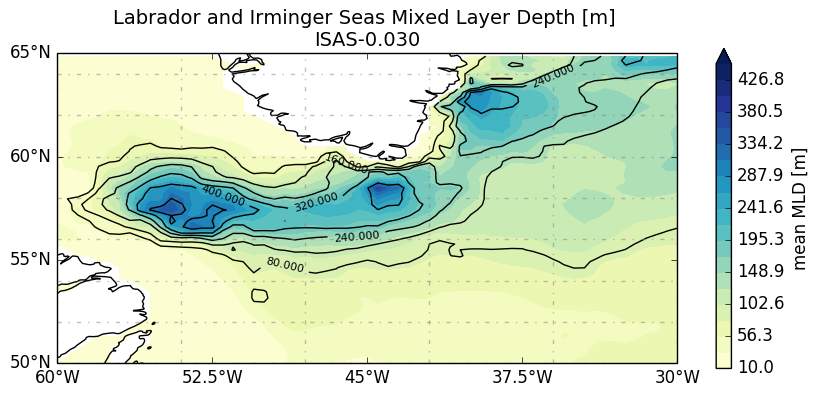 Labrador and Irminger Seas Mixed Layer Depth [m]
ISAS-0.030
65°N
60°N
55°N
50°N
60°W
52.5°W
45°W
37.5°W
30°W
240.000
160.000
400.000
320.000
240.000
80.000
426.8
380.5
334.2
287.9
241.6
195.3
148.9
102.6
56.3
10.0
mean MLD [m]